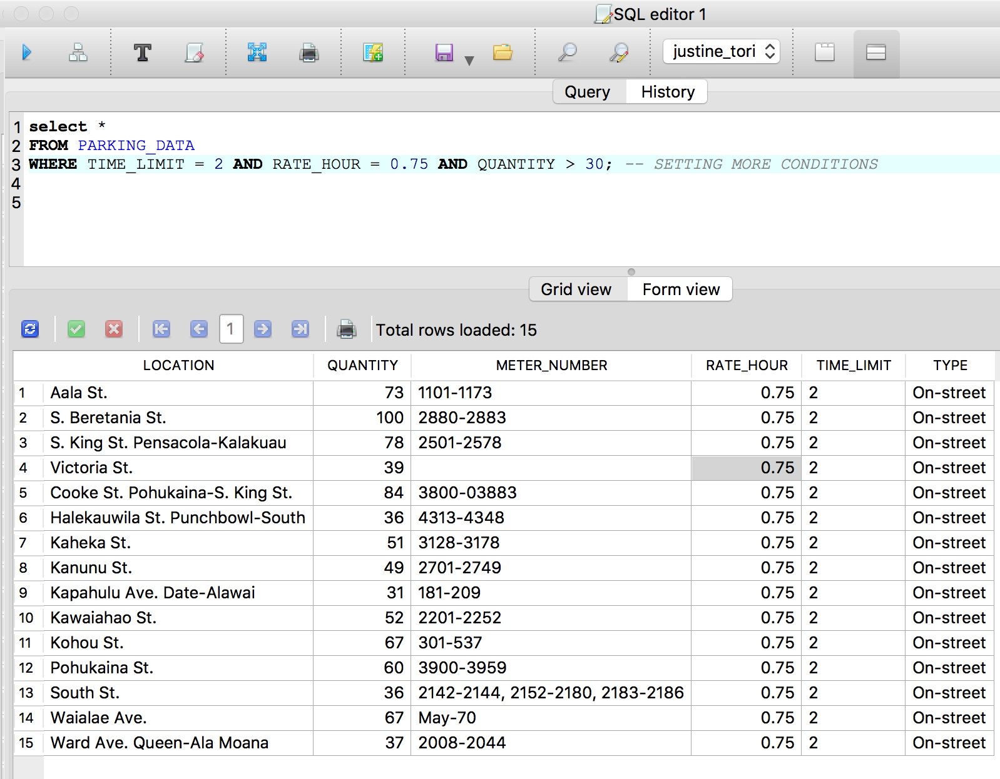 SQL editor 1
T
justine_tori
Query History
1 select *
2 FROM PARKING_DATA
3 WHERE TIME_LIMIT = 2 AND RATE_HOUR = 0.75 AND QUANTITY > 30; -- SETTING MORE CONDITIONS
4
5
Grid view Form view
1 Total rows loaded: 15
LOCATION QUANTITY METER_NUMBER RATE_HOUR TIME_LIMIT TYPE
1 Aala St. 73 1101-1173 0.75 2 On-street
2 S. Beretania St. 100 2880-2883 0.75 2 On-street
3 S. King St. Pensacola-Kalakuau 78 2501-2578 0.75 2 On-street
4 Victoria St. 39 0.75 2 On-street
5 Cooke St. Pohukaina-S. King St. 84 3800-03883 0.75 2 On-street
6 Halekauwila St. Punchbowl-South 36 4313-4348 0.75 2 On-street
7 Kaheka St. 51 3128-3178 0.75 2 On-street
8 Kanunu St. 49 2701-2749 0.75 2 On-street
9 Kapahulu Ave. Date-Alawai 31 181-209 0.75 2 On-street
10 Kawaiahao St. 52 2201-2252 0.75 2 On-street
11 Kohou St. 67 301-537 0.75 2 On-street
12 Pohukaina St. 60 3900-3959 0.75 2 On-street
13 South St. 36 2142-2144, 2152-2180, 2183-2186 0.75 2 On-street
14 Waialae Ave. 67 May-70 0.75 2 On-street
15 Ward Ave. Queen-Ala Moana 37 2008-2044 0.75 2 On-street